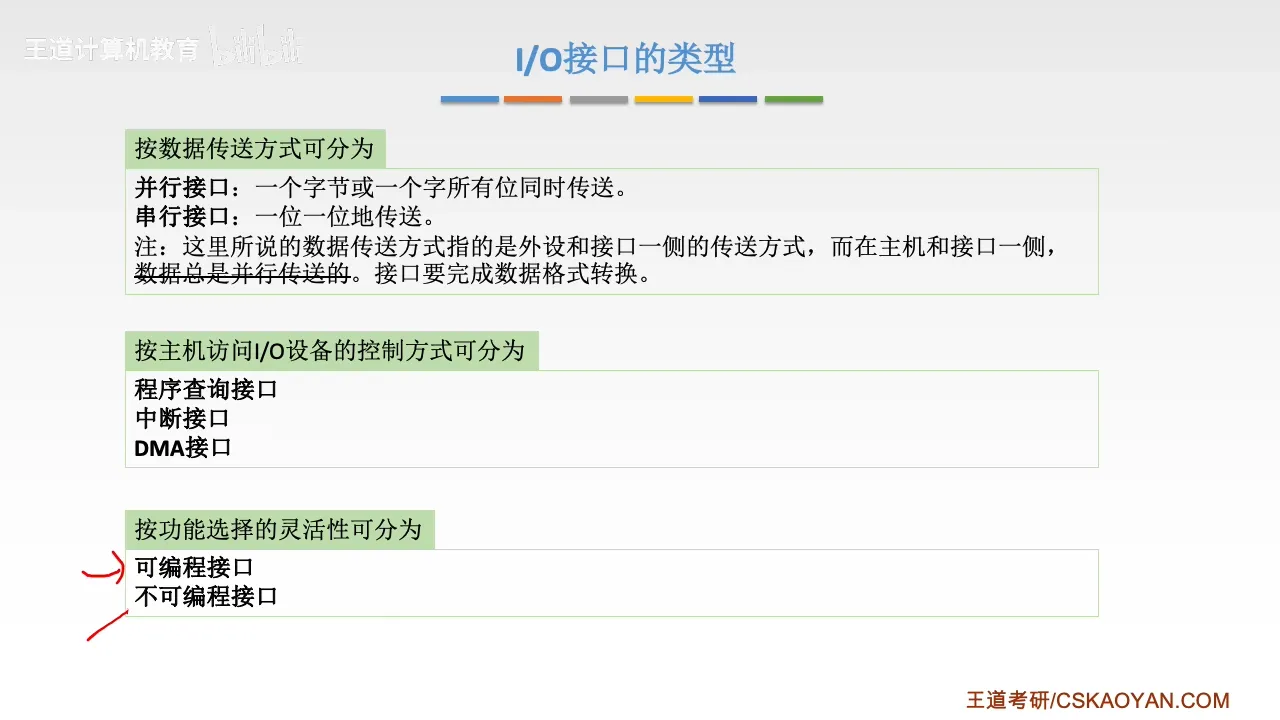 王道计算机教育 bilibili
I/O接口的类型
按数据传送方式可分为
并行接口：一个字节或一个字所有位同时传送。
串行接口：一位一位地传送。
注：这里所说的数据传送方式指的是外设和接口一侧的传送方式，而在主机和接口一侧，
数据总是并行传送的。接口要完成数据格式转换。
按主机访问I/O设备的控制方式可分为
程序查询接口
中断接口
DMA接口
按功能选择的灵活性可分为
可编程接口
不可编程接口
王道考研/CSKAOYAN.COM